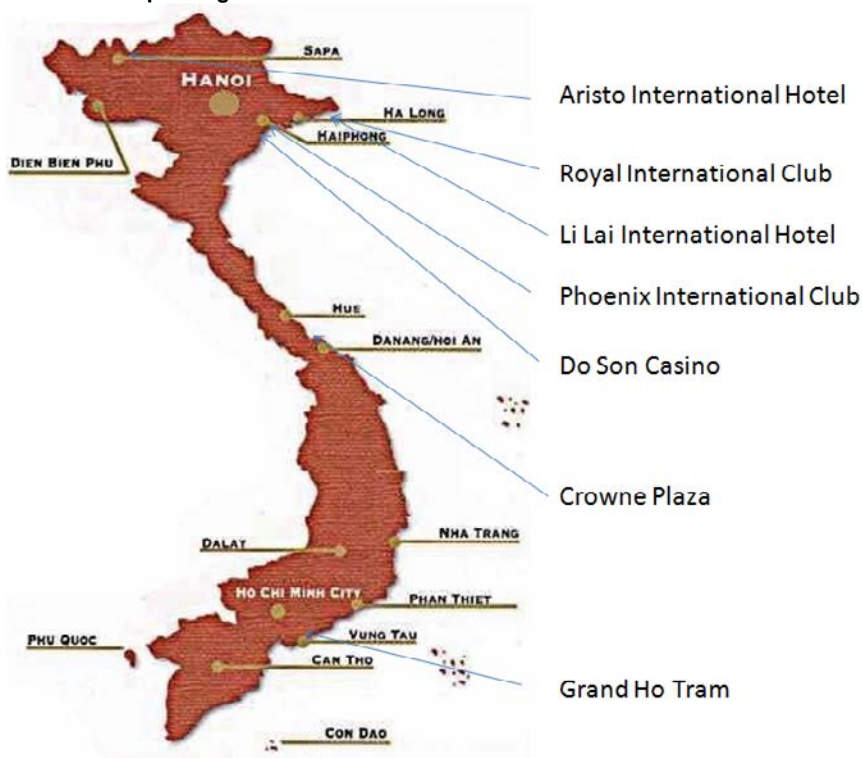 SAPA
HANOI
Aristo International Hotel
HA LONG
HAIPHONG
DIEN BIEN PHU
Royal International Club
Li Lai International Hotel
Phoenix International Club
HUE
DANANG/HOI AN
Do Son Casino
Crowne Plaza
NHA TRANG
DALAT
HO CHI MINH CITY
PHAN THIET
PHU QUOC
VUNG TAU
CAN THO
Grand Ho Tram
CON DAO